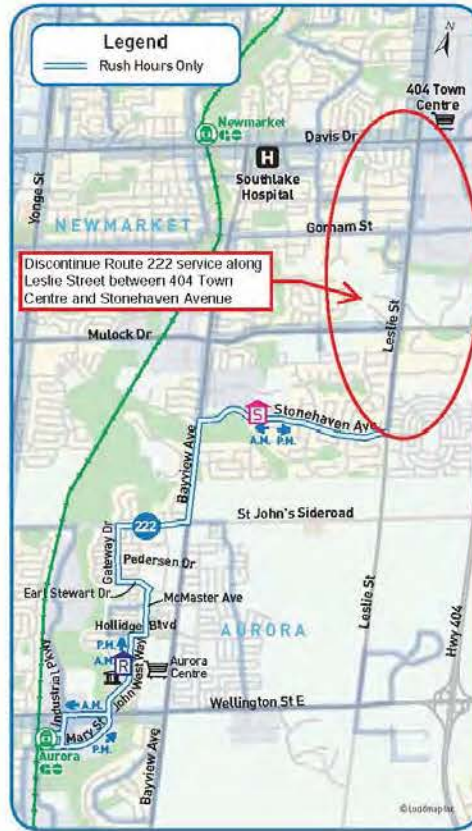 Legend
Rush Hours Only
N
404 Town
Centre
Newmarket
GO
Davis Dr
H
Southlake
Hospital
Yonge St
NEWMARKET
Gorham St
Discontinue Route 222 service along
Leslie Street between 404 Town
Centre and Stonehaven Avenue
Leslie St
Mulock Dr
S
Stonehaven Ave
A.M. P.M.
Bayview Ave
222
St John's Sideroad
Gateway Dr
Pedersen Dr
Earl Stewart Dr
McMaster Ave
Leslie St
Hwy 404
Hollidge Blvd
AURORA
P.M.
A.M.
R
John West Way
Aurora
Centre
Industrial Pkwy
A.M.
Wellington St E
Mary St
P.M.
Aurora
GO
Bayview Ave